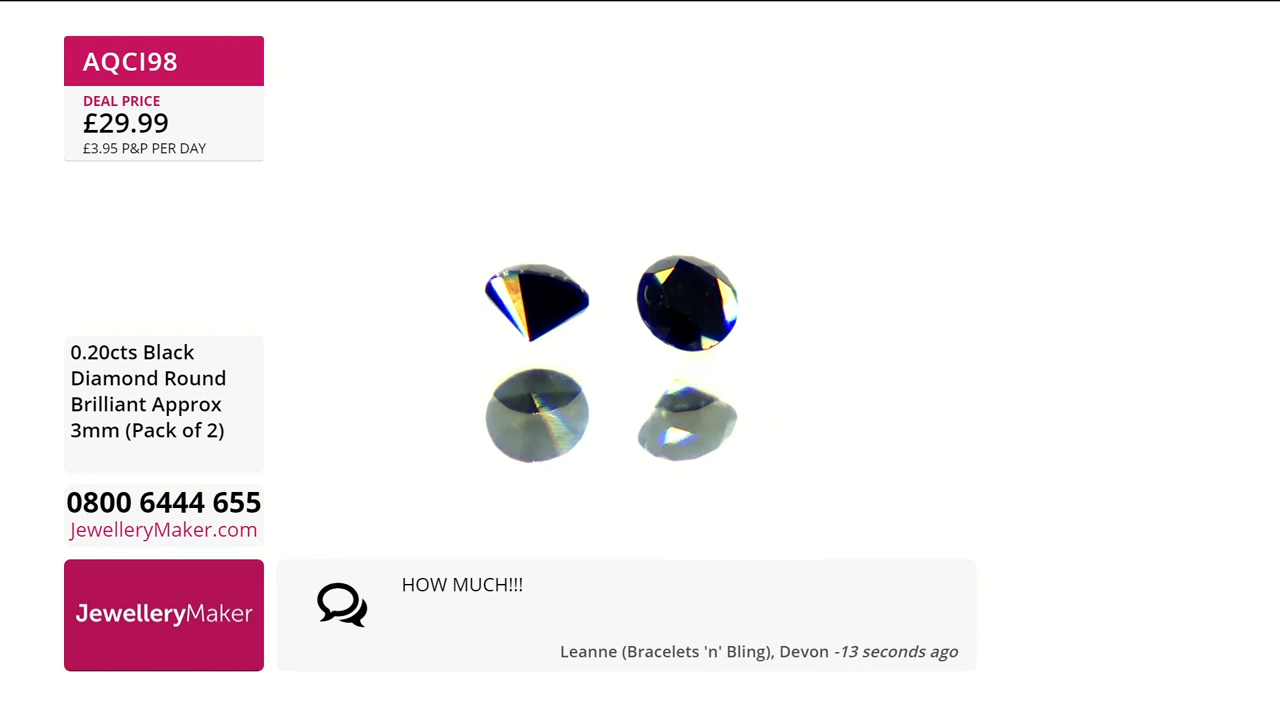 AQCI98
DEAL PRICE
£29.99
£3.95 P&P PER DAY
0.20cts Black
Diamond Round
Brilliant Approx
3mm (Pack of 2)
0800 6444 655
JewelleryMaker.com
JewelleryMaker
HOW MUCH!!!
Leanne (Bracelets 'n' Bling), Devon -13 seconds ago